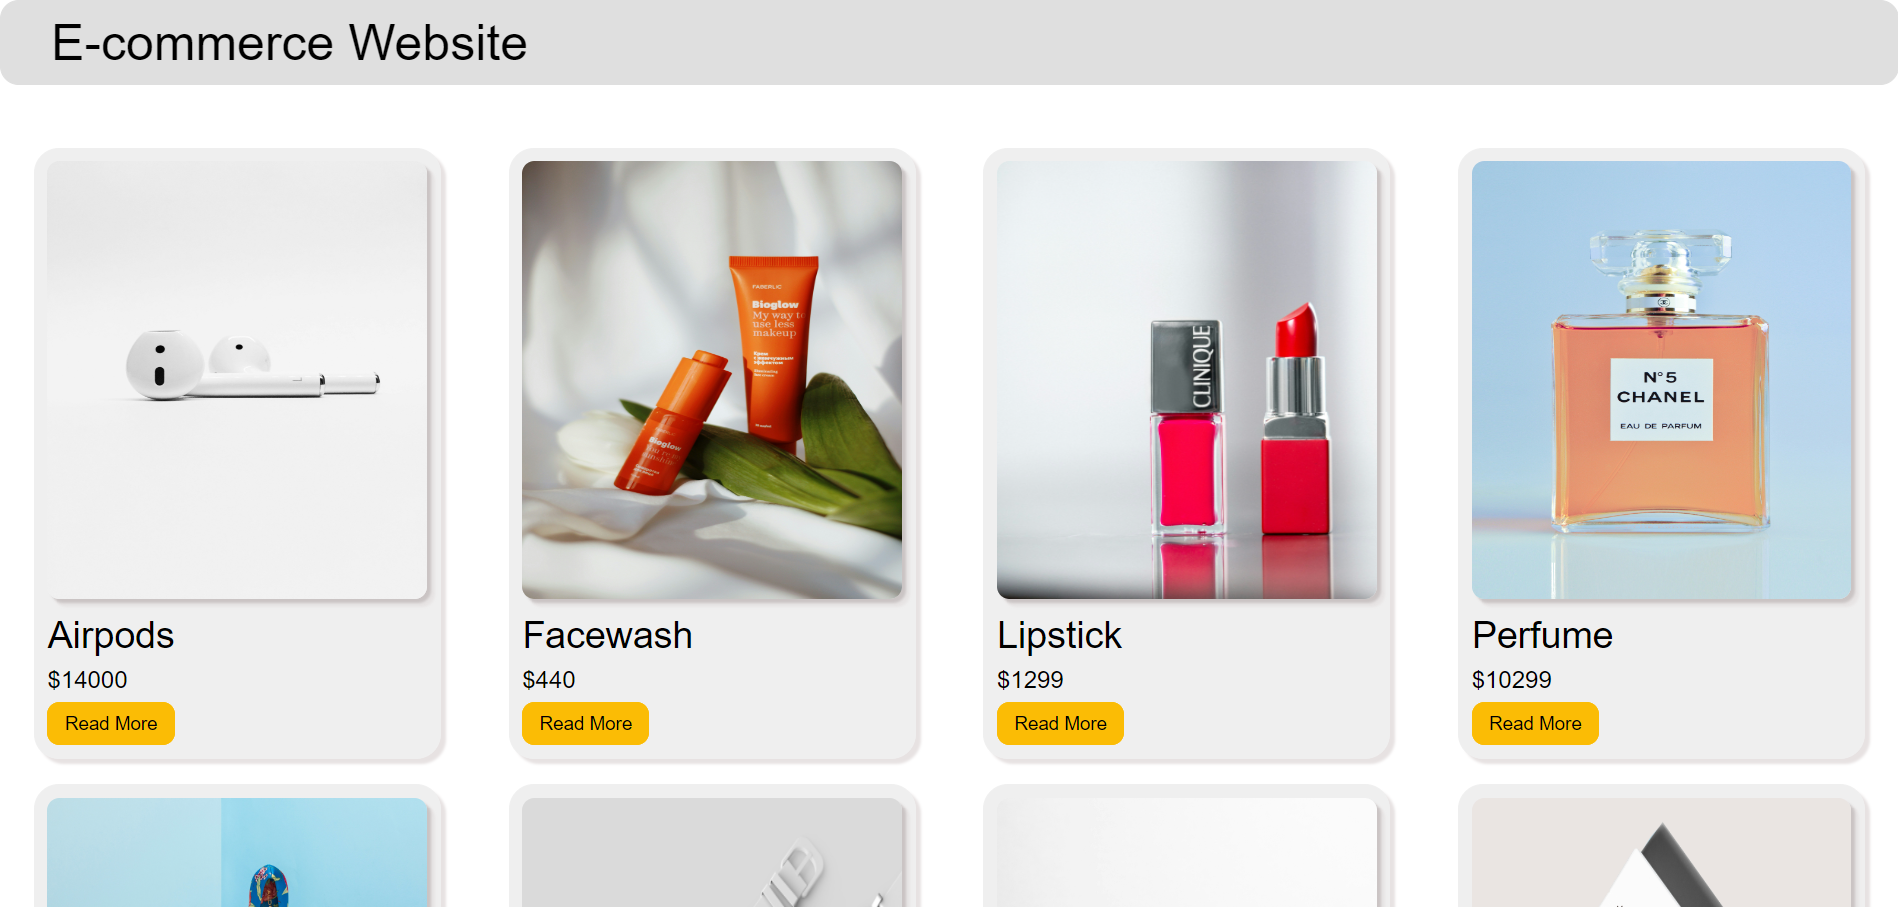 E-commerce Website
FABERLIC
Bioglow
My way to
use less
makeup
Bioglow
CLINIQUE
N°5
CHANEL
EAU DE PARFUM
Airpods
Facewash
Lipstick
Perfume
$14000
$440
$1299
$10299
Read More
Read More
Read More
Read More